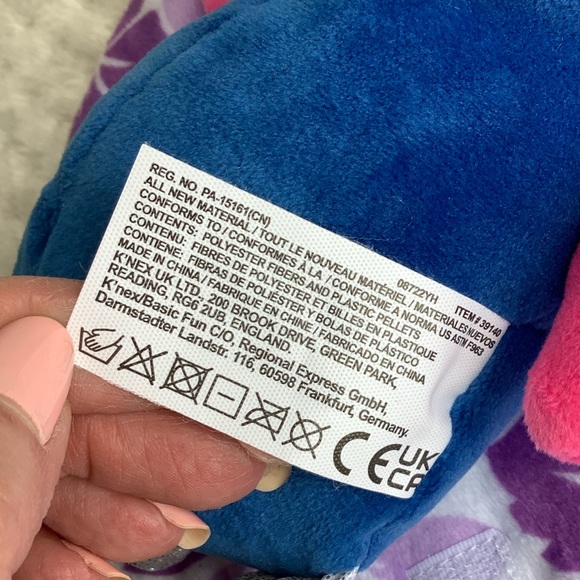 REG. NO. PA-15161(CN)
ALL NEW MATERIAL / TOUT LE NOUVEAU MATÉRIEL / MATERIALES NUEVOS
CONFORMS TO / CONFORMES À LA / CONFORME A NORMA US ASTM F963
CONTENTS: POLYESTER FIBERS AND PLASTIC PELLETS
CONTIENE: FIBRES DE POLYESTER ET BILLES EN PLASTIQUE
CONTENIDO: FIBRAS DE POLIÉSTER Y BOLAS DE PLÁSTICO
MADE IN CHINA / FABRIQUÉ EN CHINE / FABRICADO EN CHINA
K'NEX UK LTD., 200 BROOK DRIVE, GREEN PARK,
READING, RG6 2UB, ENGLAND.
K'nex/Basic Fun C/O, Regional Express GmbH,
Darmstadter Landstr: 116, 60598 Frankfurt, Germany.
08722YH
ITEM# 39140
CE UK
CA